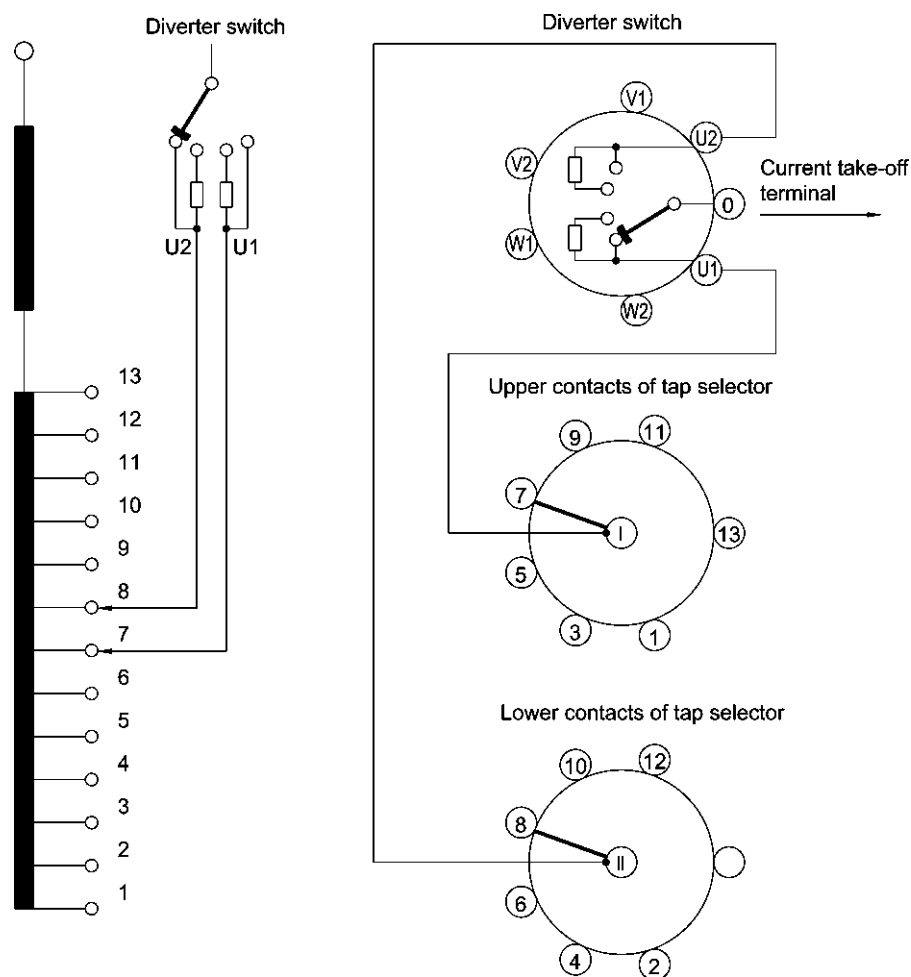 Diverter switch
U2 U1
13
12
11
10
9
8
7
6
5
4
3
2
1
Diverter switch
V1
U2
V2
0
Current take-off
terminal
W1
U1
W2
Upper contacts of tap selector
9 11
7
I
13
5
3 1
Lower contacts of tap selector
10 12
8
II
6
4 2